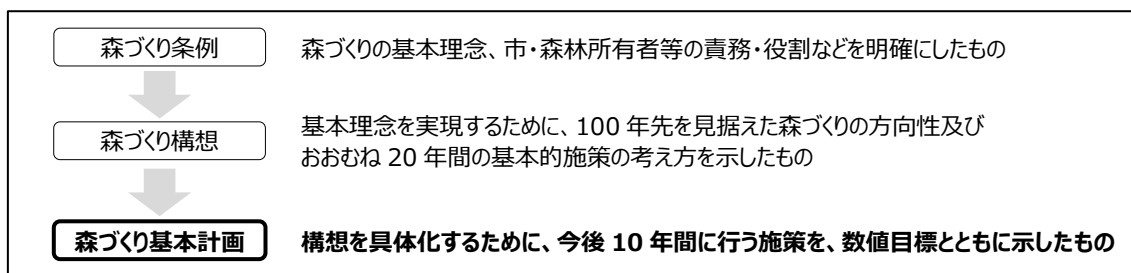 森づくり条例
森づくりの基本理念、市・森林所有者等の責務・役割などを明確にしたもの
森づくり構想
基本理念を実現するために、100 年先を見据えた森づくりの方向性及び
おおむね 20 年間の基本的施策の考え方を示したもの
森づくり基本計画
構想を具体化するために、今後 10 年間に行う施策を、数値目標とともに示したもの